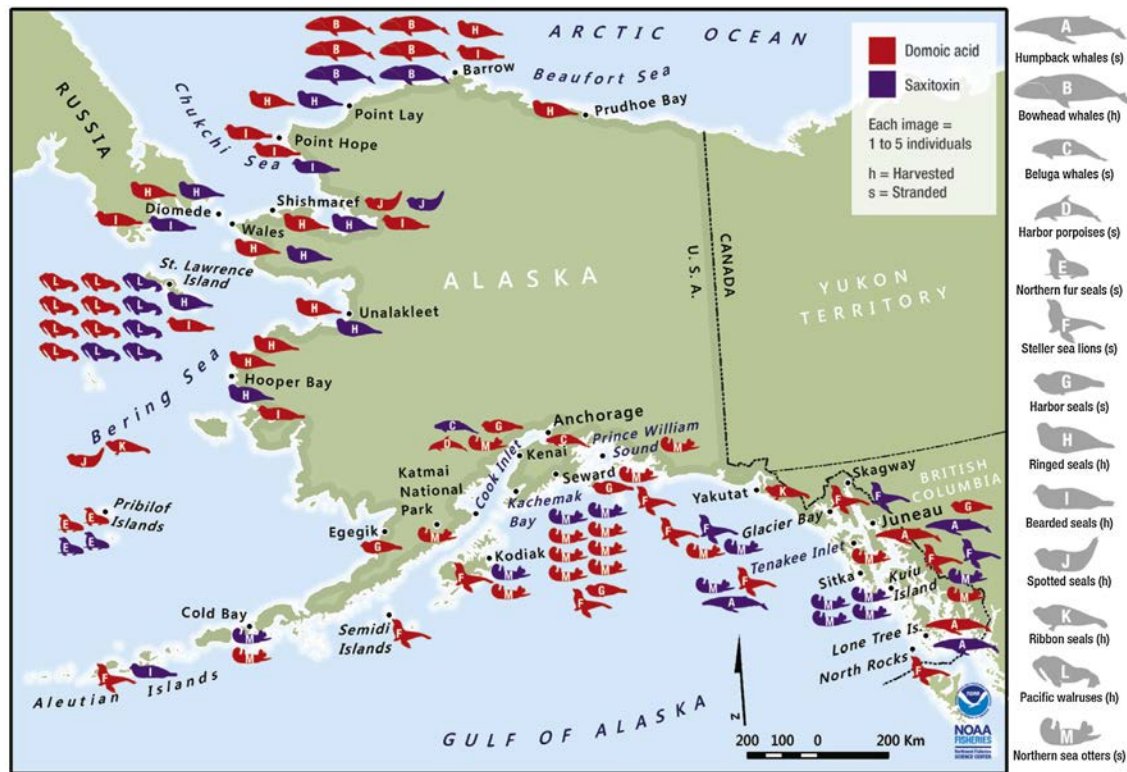 ARCTIC OCEAN
Barrow
Beaufort Sea
Prudhoe Bay
RUSSIA
Chukchi Sea
Point Lay
Point Hope
Shishmaref
Diomede
Wales
St. Lawrence
Island
ALASKA
U.S.A.
CANADA
YUKON
TERRITORY
Unalakleet
Bering Sea
Hooper Bay
Anchorage
Prince William
Sound
Kenai
Cook Inlet
Katmai
National
Park
Seward
Kachemak
Bay
Yakutat
Skagway
BRITISH
COLUMBIA
Glacier Bay
Juneau
Pribilof
Islands
Egegik
Kodiak
Tenakee Inlet
Sitka
Kuiu
Island
Cold Bay
Semidi
Islands
Lone Tree Is.
North Rocks
Aleutian Islands
GULF OF ALASKA
N
200 100 0 200 Km
NOAA
FISHERIES
Domoic acid
Saxitoxin
Each image =
1 to 5 individuals
h = Harvested
s = Stranded
A
Humpback whales (s)
B
Bowhead whales (h)
C
Beluga whales (s)
D
Harbor porpoises (s)
E
Northern fur seals (s)
F
Steller sea lions (s)
G
Harbor seals (s)
H
Ringed seals (h)
I
Bearded seals (h)
J
Spotted seals (h)
K
Ribbon seals (h)
L
Pacific walruses (h)
M
Northern sea otters (s)